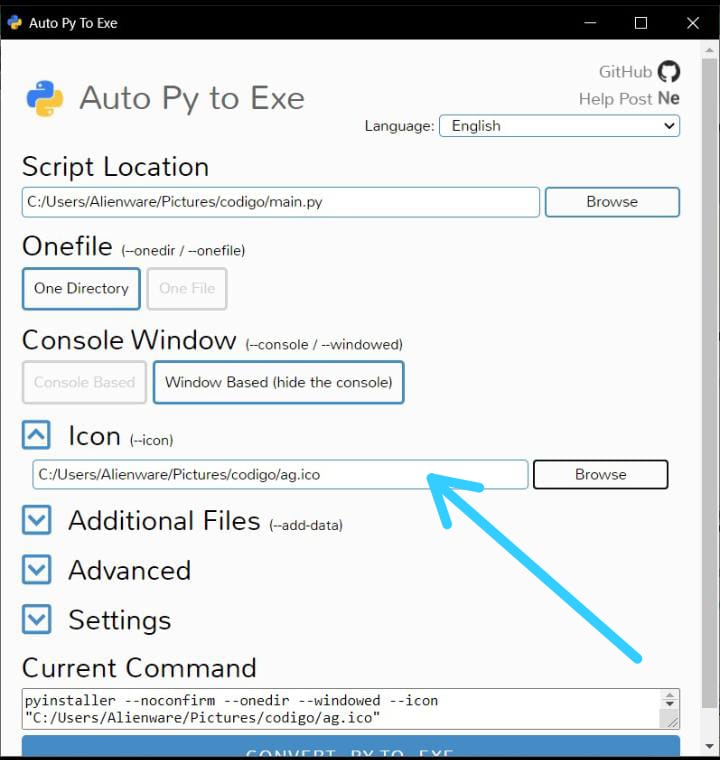 Auto Py To Exe
GitHub
Auto Py to Exe
Help Post Ne
Language: English
Script Location
C:/Users/Alienware/Pictures/codigo/main.py Browse
Onefile (--onedir / --onefile)
One Directory One File
Console Window (--console / --windowed)
Console Based Window Based (hide the console)
Icon (--icon)
C:/Users/Alienware/Pictures/codigo/ag.ico Browse
Additional Files (--add-data)
Advanced
Settings
Current Command
pyinstaller --noconfirm --onedir --windowed --icon
"C:/Users/Alienware/Pictures/codigo/ag.ico"
CONVERT .PY TO .EXE